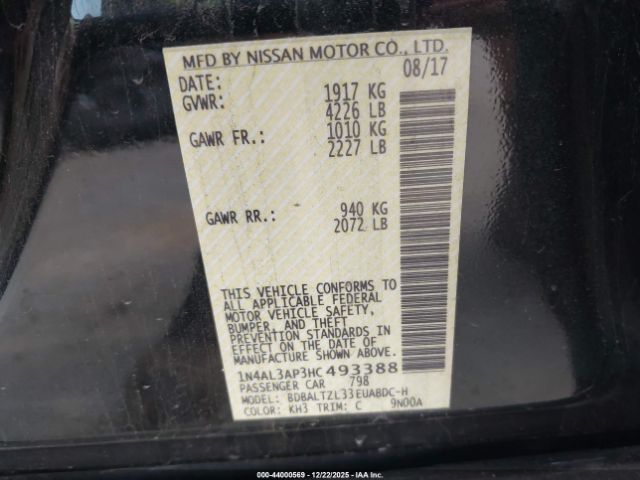 MFD BY NISSAN MOTOR CO., LTD.
DATE: 08/17
GVWR: 1917 KG
4226 LB
GAWR FR.: 1010 KG
2227 LB
GAWR RR.: 940 KG
2072 LB
THIS VEHICLE CONFORMS TO
ALL APPLICABLE FEDERAL
MOTOR VEHICLE SAFETY,
BUMPER, AND THEFT
PREVENTION STANDARDS IN
EFFECT ON THE DATE OF
MANUFACTURE SHOWN ABOVE.
1N4AL3AP3HC493388
PASSENGER CAR 798
MODEL: BDBALTZL33EUABDC-H
COLOR: KH3 TRIM: C 9N00A
000-44000569 | 12/22/2025 | IAA, Inc.